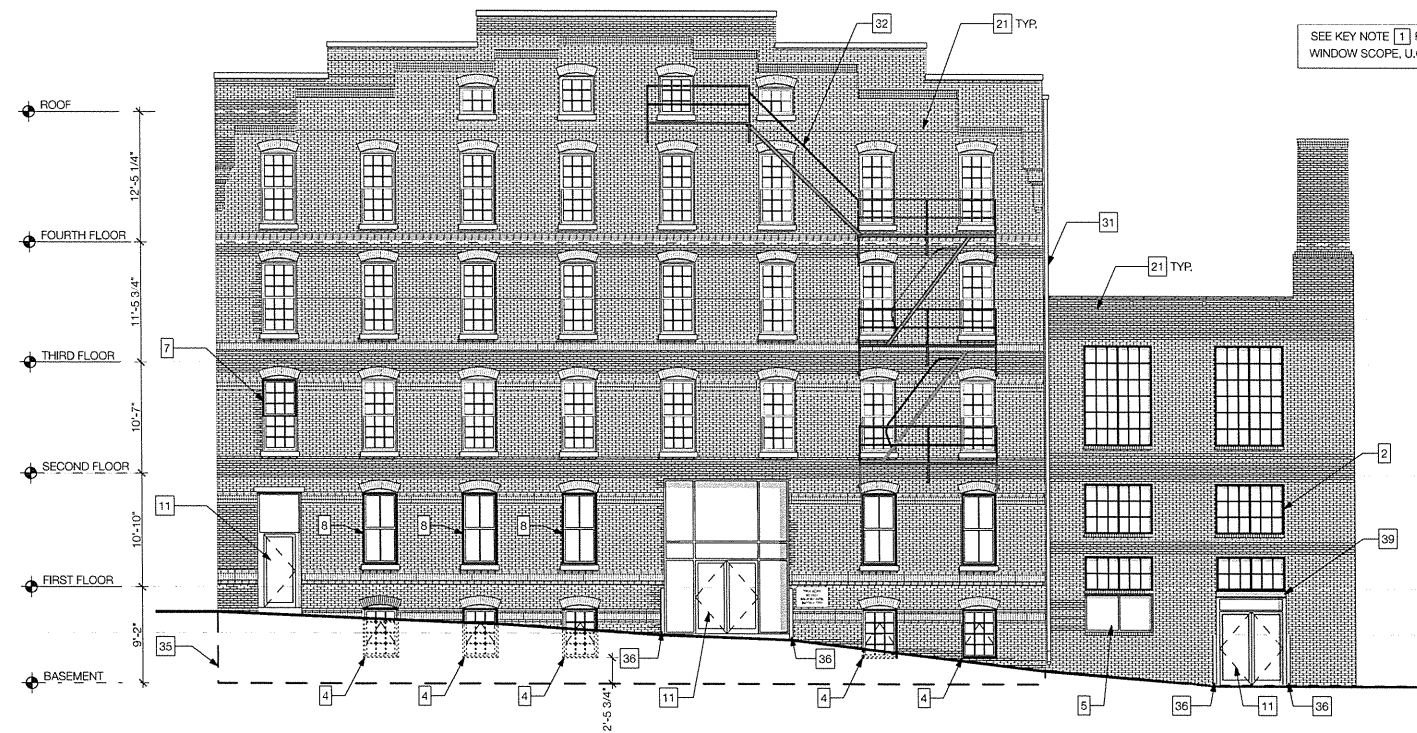 32
21 TYP.
SEE KEY NOTE 1
WINDOW SCOPE,
ROOF
12'-5 1/4"
FOURTH FLOOR
31
11'-5 3/4"
21 TYP.
7
THIRD FLOOR
10'-7"
SECOND FLOOR
2
11
8
8
8
10'-10"
39
FIRST FLOOR
9'-2"
35
36
36
BASEMENT
4
4
4
11
4
4
5
36
11
36
2'-5 3/4"